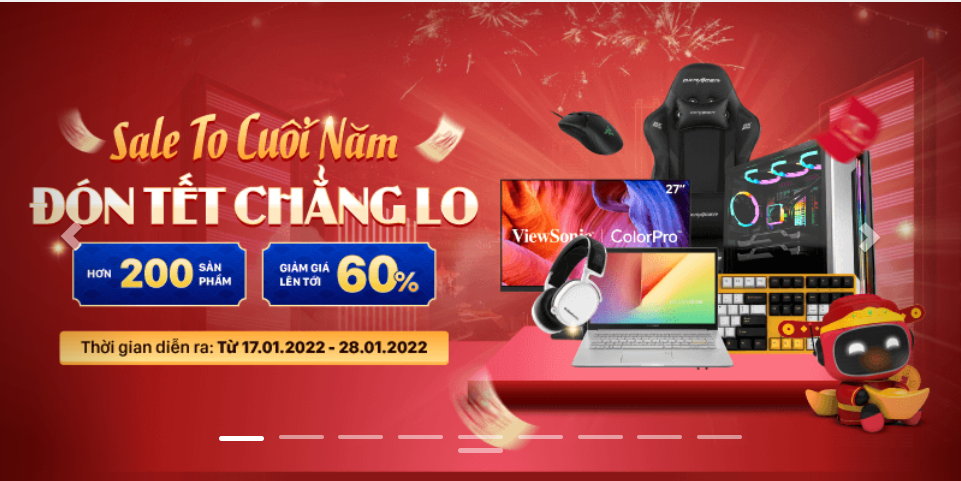 Sale To Cuối Năm
ĐÓN TẾT CHẲNG LO
HƠN 200 SẢN PHẨM
GIẢM GIÁ LÊN TỚI 60%
Thời gian diễn ra: Từ 17.01.2022 - 28.01.2022
27"
ViewSonic ColorPro